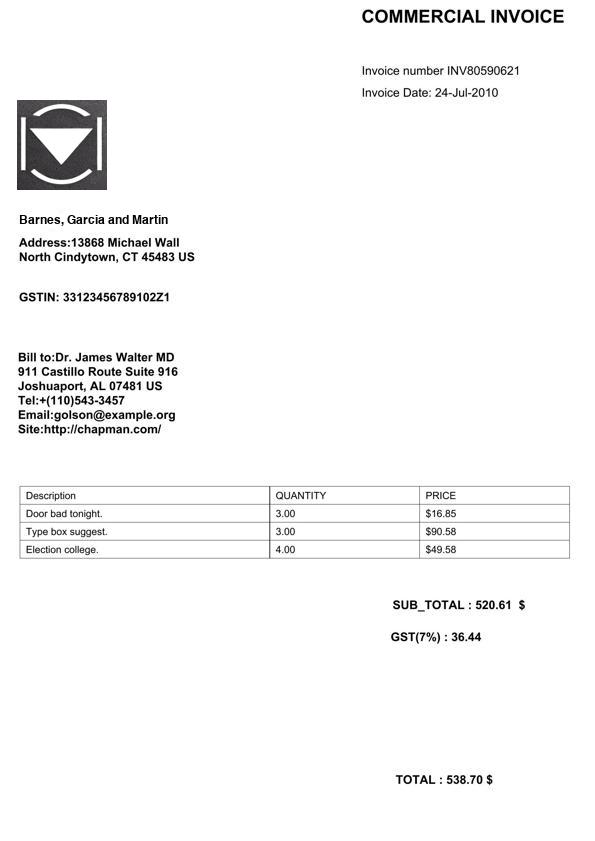 COMMERCIAL INVOICE
Invoice number INV80590621
Invoice Date: 24-Jul-2010
Barnes, Garcia and Martin
Address:13868 Michael Wall
North Cindytown, CT 45483 US
GSTIN: 33123456789102Z1
Bill to:Dr. James Walter MD
911 Castillo Route Suite 916
Joshuaport, AL 07481 US
Tel:+(110)543-3457
Email:golson@example.org
Site:http://chapman.com/
Description QUANTITY PRICE
Door bad tonight. 3.00 $16.85
Type box suggest. 3.00 $90.58
Election college. 4.00 $49.58
SUB_TOTAL : 520.61 $
GST(7%) : 36.44
TOTAL : 538.70 $